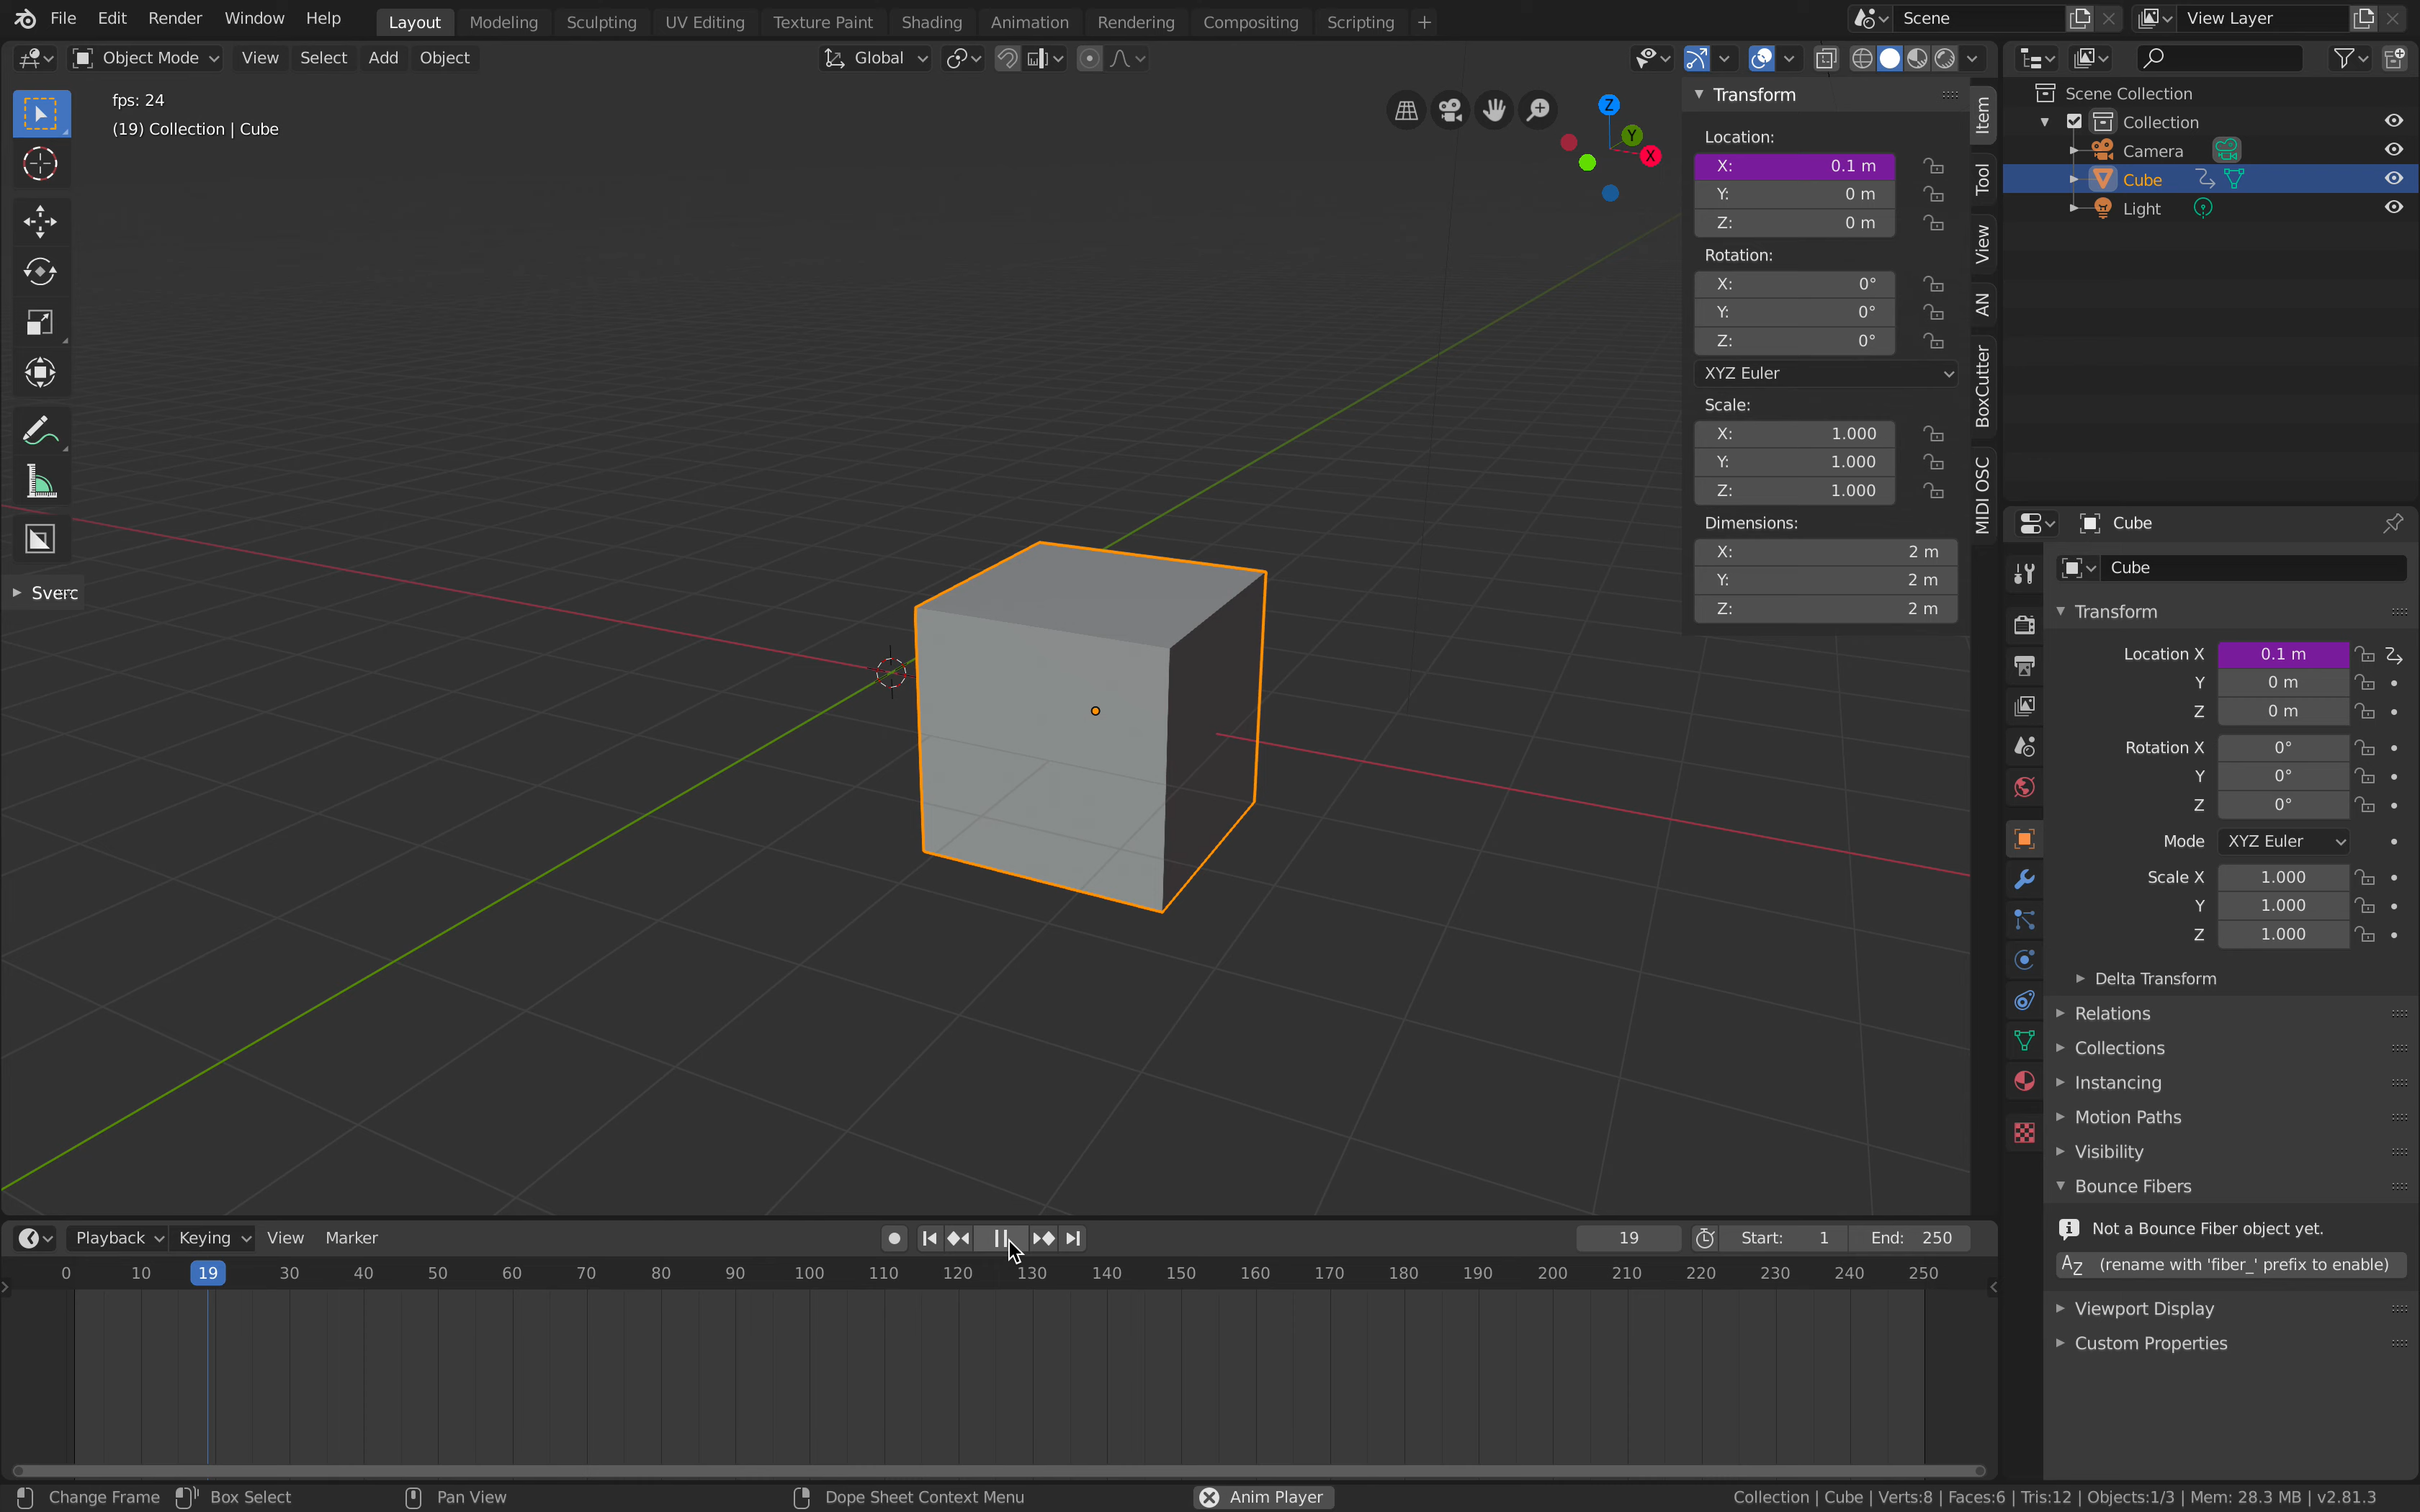 File Edit Render Window Help Layout Modeling Sculpting UV Editing Texture Paint Shading Animation Rendering Compositing Scripting + Scene View Layer
Object Mode View Select Add Object Global
fps: 24
(19) Collection | Cube
Z
Y
X
Transform
Location:
X: 0.1 m
Y: 0 m
Z: 0 m
Rotation:
X: 0°
Y: 0°
Z: 0°
XYZ Euler
Scale:
X: 1.000
Y: 1.000
Z: 1.000
Dimensions:
X: 2 m
Y: 2 m
Z: 2 m
Item
Tool
View
AN
BoxCutter
MIDI OSC
Sverc
Scene Collection
Collection
Camera
Cube
Light
Cube
Cube
Transform
Location X 0.1 m
Y 0 m
Z 0 m
Rotation X 0°
Y 0°
Z 0°
Mode XYZ Euler
Scale X 1.000
Y 1.000
Z 1.000
Delta Transform
Relations
Collections
Instancing
Motion Paths
Visibility
Bounce Fibers
Not a Bounce Fiber object yet.
AZ (rename with 'fiber_' prefix to enable)
Viewport Display
Custom Properties
Playback Keying View Marker 19 Start: 1 End: 250
0 10 19 30 40 50 60 70 80 90 100 110 120 130 140 150 160 170 180 190 200 210 220 230 240 250
Change Frame Box Select Pan View Dope Sheet Context Menu Anim Player Collection | Cube | Verts:8 | Faces:6 | Tris:12 | Objects:1/3 | Mem: 28.3 MB | v2.81.3